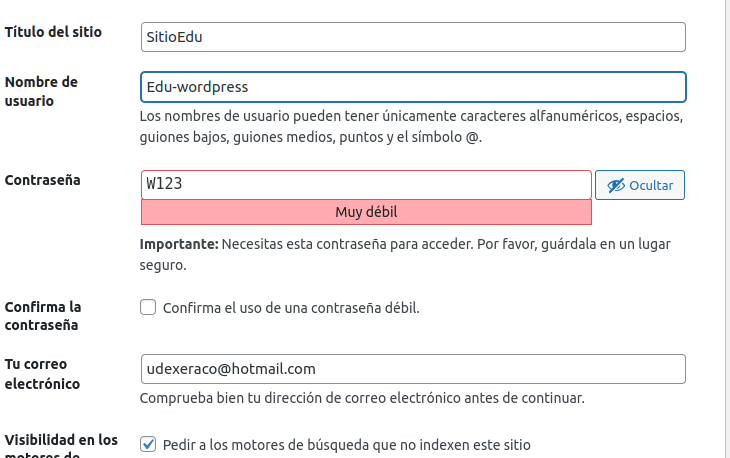 Título del sitio
SitioEdu
Nombre de
usuario
Edu-wordpress
Los nombres de usuario pueden tener únicamente caracteres alfanuméricos, espacios,
guiones bajos, guiones medios, puntos y el símbolo @.
Contraseña
W123
Ocultar
Muy débil
Importante: Necesitas esta contraseña para acceder. Por favor, guárdala en un lugar
seguro.
Confirma la
contraseña
Confirma el uso de una contraseña débil.
Tu correo
electrónico
udexeraco@hotmail.com
Comprueba bien tu dirección de correo electrónico antes de continuar.
Visibilidad en los
motores de
Pedir a los motores de búsqueda que no indexen este sitio